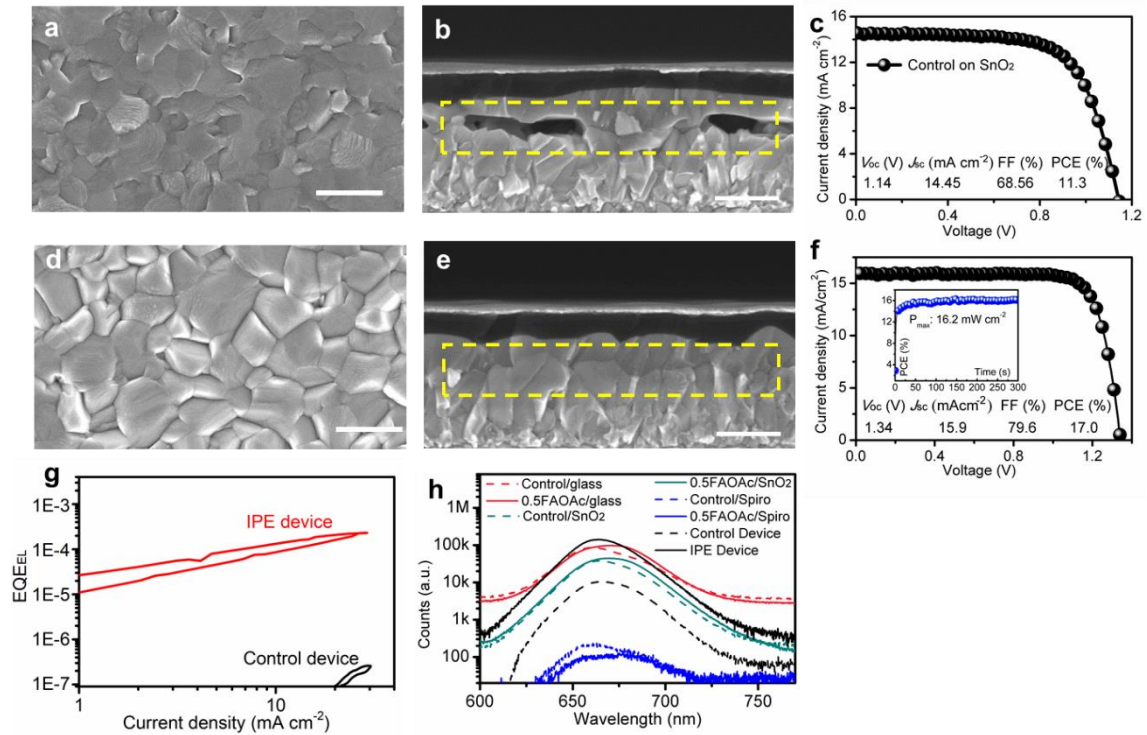 a
b
c
16
12
8
4
0
Current density (mA cm-2)
Control on SnO2
Voc (V) Jsc (mA cm-2) FF (%) PCE (%)
1.14 14.45 68.56 11.3
0.0 0.4 0.8 1.2
Voltage (V)
d
e
f
15
10
5
0
Current density (mA/cm2)
16
12
8
4
0
PCE (%)
Pmax: 16.2 mW cm-2
Time (s)
0 50 100 150 200 250 300
Voc (V) Jsc (mAcm-2) FF (%) PCE (%)
1.34 15.9 79.6 17.0
0.0 0.4 0.8 1.2
Voltage (V)
g
1E-3
1E-4
1E-5
1E-6
1E-7
EQEEL
IPE device
Control device
1 10
Current density (mA cm-2)
h
1M
100k
10k
1k
100
Counts (a.u.)
Control/glass
0.5FAOAc/glass
Control/SnO2
0.5FAOAc/SnO2
Control/Spiro
0.5FAOAc/Spiro
Control Device
IPE Device
600 650 700 750
Wavelength (nm)